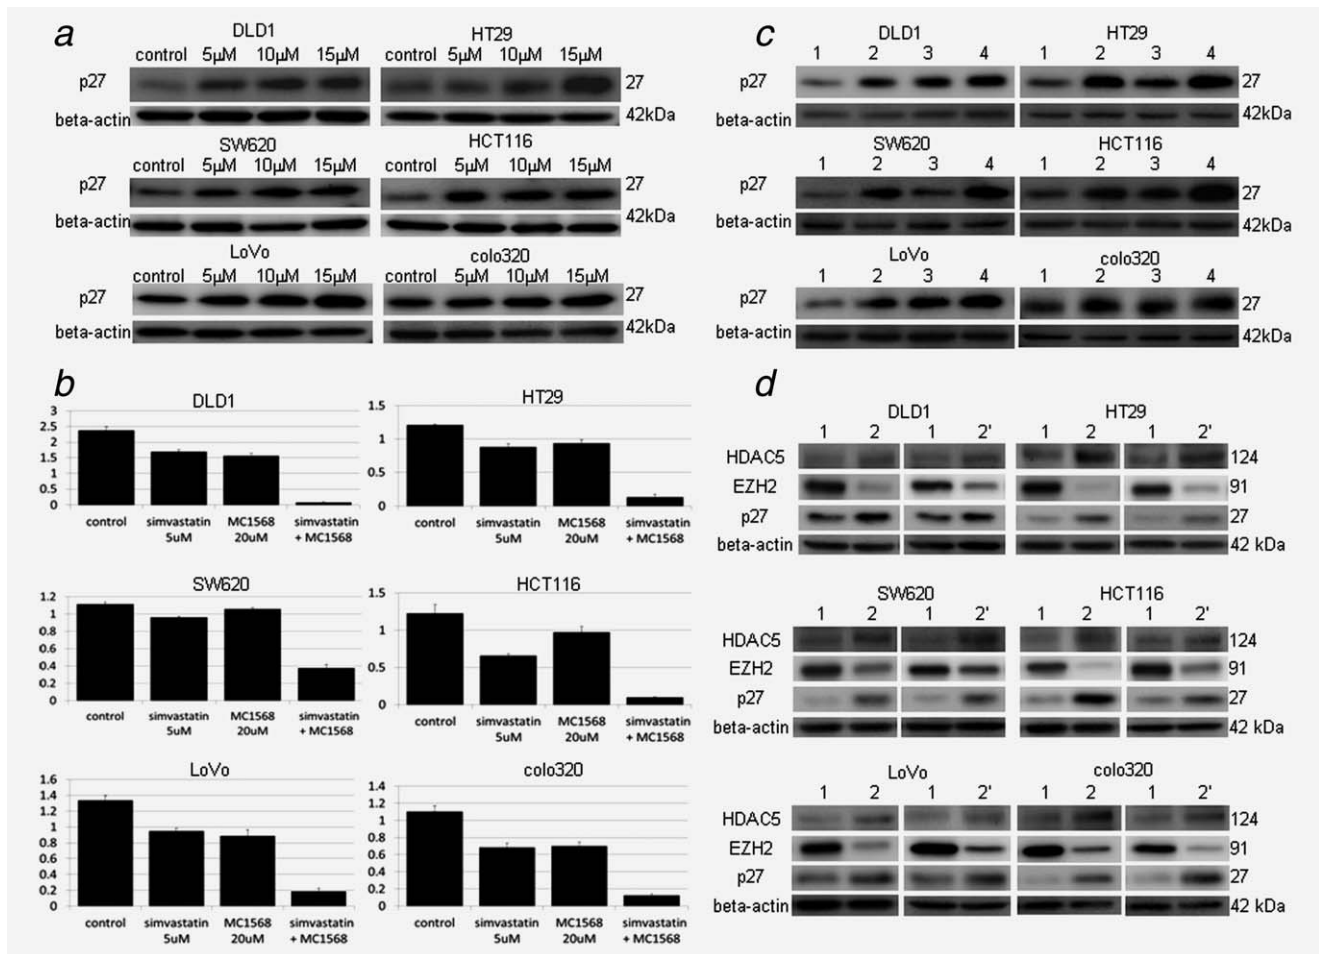 a
DLD1 HT29
control 5µM 10µM 15µM control 5µM 10µM 15µM
p27 27
beta-actin 42kDa
SW620 HCT116
control 5µM 10µM 15µM control 5µM 10µM 15µM
p27 27
beta-actin 42kDa
LoVo colo320
control 5µM 10µM 15µM control 5µM 10µM 15µM
p27 27
beta-actin 42kDa
b
DLD1
3
2.5
2
1.5
1
0.5
0
control simvastatin MC1568 simvastatin
5uM 20uM + MC1568
HT29
1.5
1
0.5
0
control simvastatin MC1568 simvastatin
5uM 20uM + MC1568
SW620
1.2
1
0.8
0.6
0.4
0.2
0
control simvastatin MC1568 simvastatin
5uM 20uM + MC1568
HCT116
1.5
1
0.5
0
control simvastatin MC1568 simvastatin
5uM 20uM + MC1568
LoVo
1.6
1.4
1.2
1
0.8
0.6
0.4
0.2
0
control simvastatin MC1568 simvastatin
5uM 20uM + MC1568
colo320
1.4
1.2
1
0.8
0.6
0.4
0.2
0
control simvastatin MC1568 simvastatin
5uM 20uM + MC1568
c
DLD1 HT29
1 2 3 4 1 2 3 4
p27 27
beta-actin 42kDa
SW620 HCT116
1 2 3 4 1 2 3 4
p27 27
beta-actin 42kDa
LoVo colo320
1 2 3 4 1 2 3 4
p27 27
beta-actin 42kDa
d
DLD1 HT29
1 2 1 2' 1 2 1 2'
HDAC5 124
EZH2 91
p27 27
beta-actin 42 kDa
SW620 HCT116
1 2 1 2' 1 2 1 2'
HDAC5 124
EZH2 91
p27 27
beta-actin 42 kDa
LoVo colo320
1 2 1 2' 1 2 1 2'
HDAC5 124
EZH2 91
p27 27
beta-actin 42 kDa